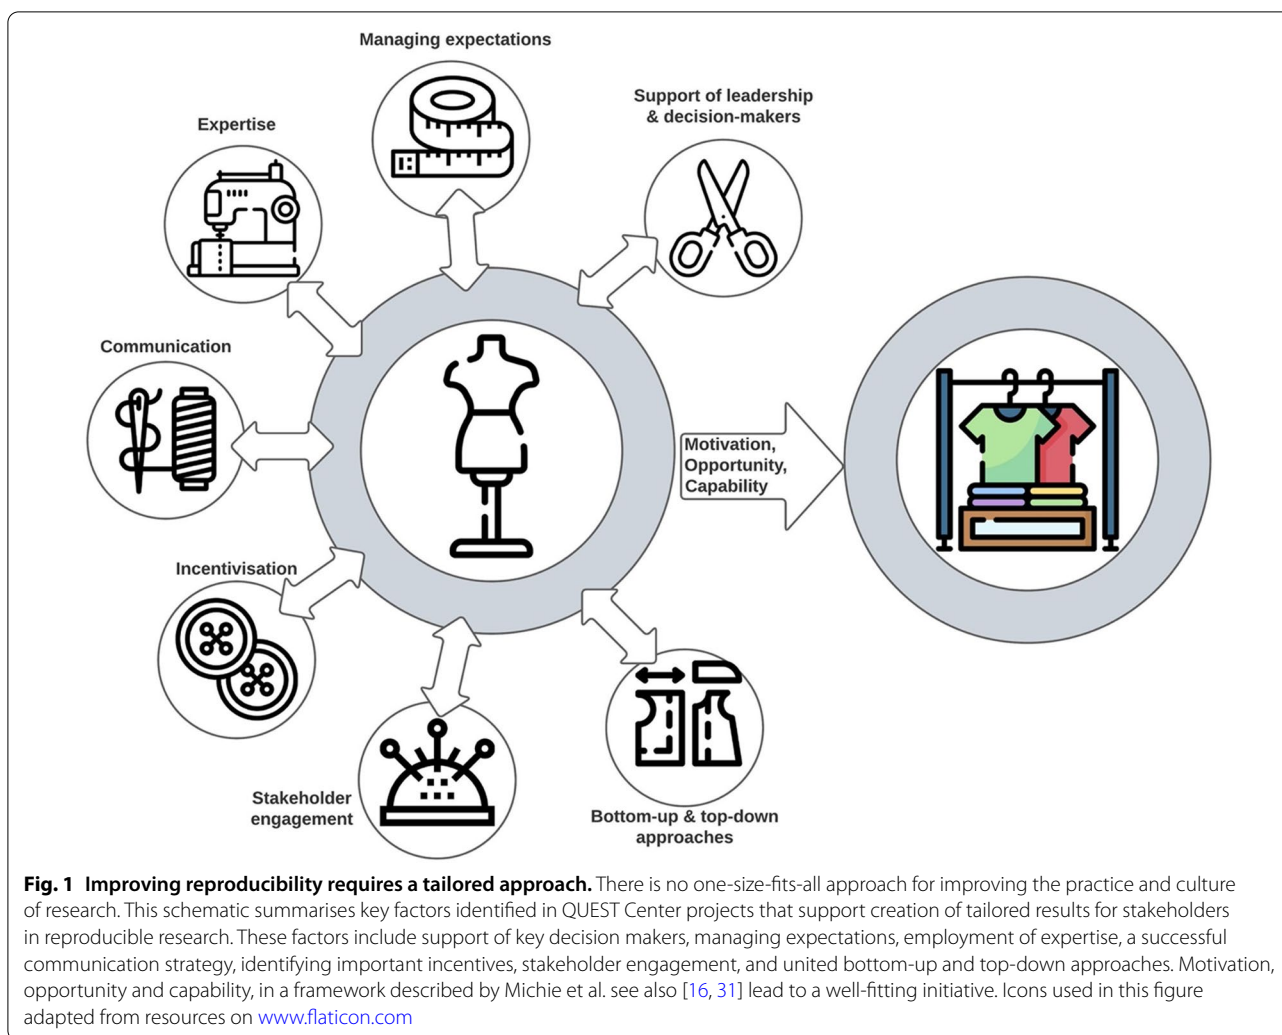 Managing expectations
Support of leadership
& decision-makers
Expertise
Communication
Motivation,
Opportunity,
Capability
Incentivisation
Stakeholder
engagement
Bottom-up & top-down
approaches
Fig. 1 Improving reproducibility requires a tailored approach. There is no one-size-fits-all approach for improving the practice and culture
of research. This schematic summarises key factors identified in QUEST Center projects that support creation of tailored results for stakeholders
in reproducible research. These factors include support of key decision makers, managing expectations, employment of expertise, a successful
communication strategy, identifying important incentives, stakeholder engagement, and united bottom-up and top-down approaches. Motivation,
opportunity and capability, in a framework described by Michie et al. see also [16, 31] lead to a well-fitting initiative. Icons used in this figure
adapted from resources on www.flaticon.com